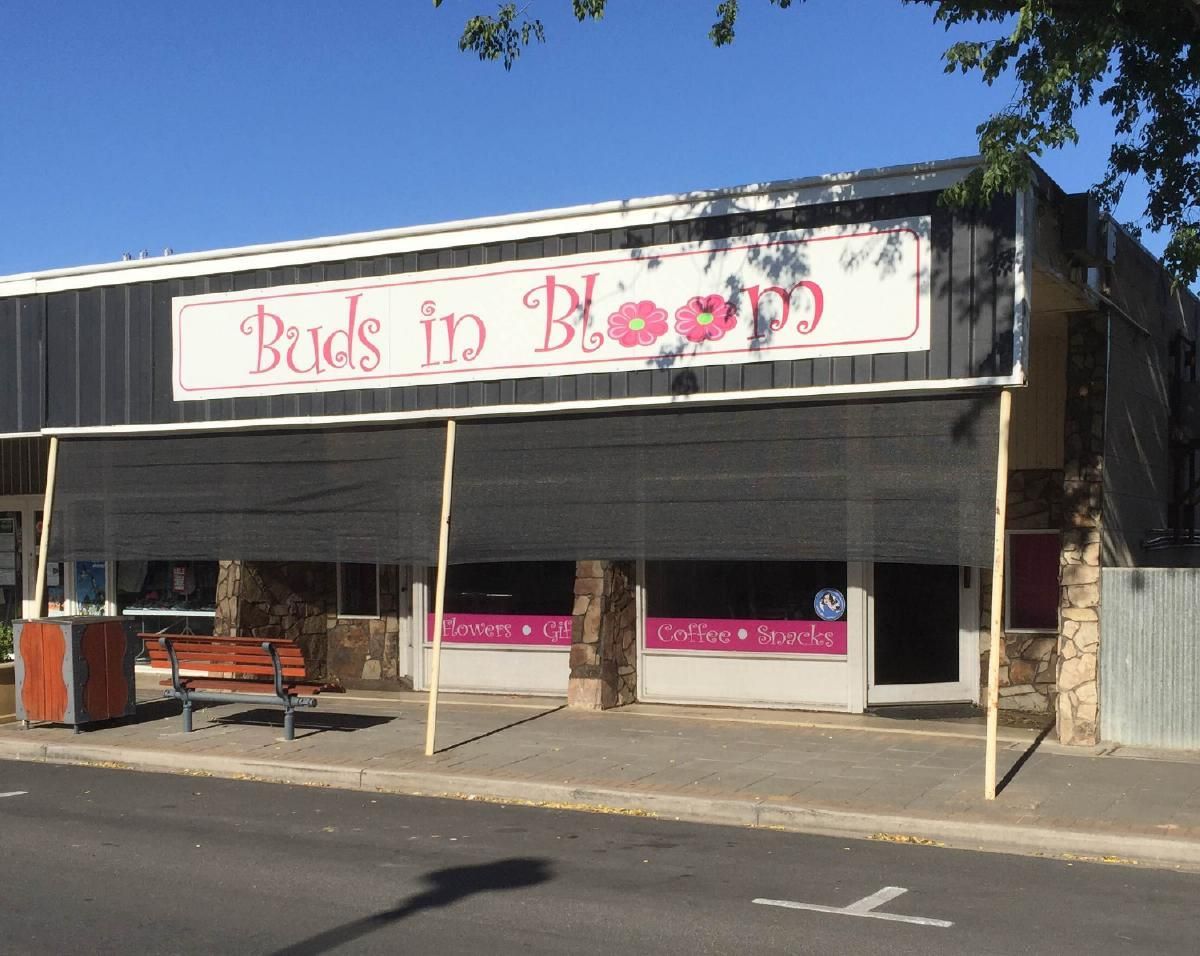 Buds in Bloom
Flowers • Gif
Coffee • Snacks